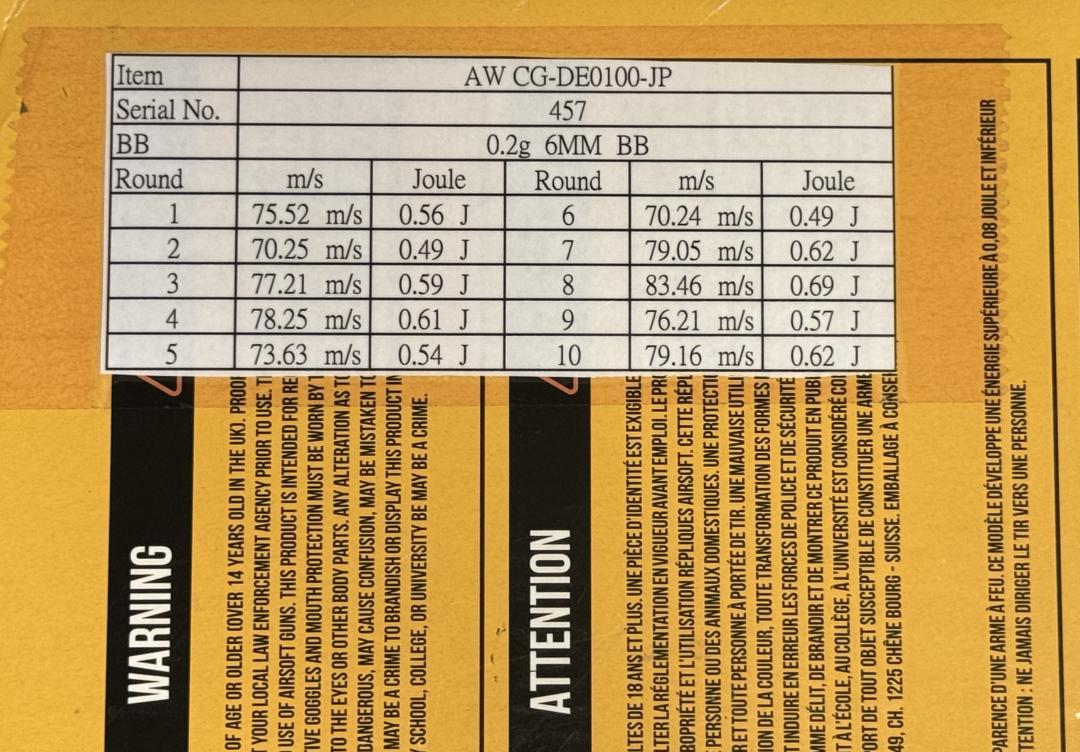 Item AW CG-DE0100-JP
Serial No. 457
BB 0.2g 6MM BB
Round m/s Joule Round m/s Joule
1 75.52 m/s 0.56 J 6 70.24 m/s 0.49 J
2 70.25 m/s 0.49 J 7 79.05 m/s 0.62 J
3 77.21 m/s 0.59 J 8 83.46 m/s 0.69 J
4 78.25 m/s 0.61 J 9 76.21 m/s 0.57 J
5 73.63 m/s 0.54 J 10 79.16 m/s 0.62 J
WARNING
OF AGE OR OLDER (OVER 14 YEARS OLD IN THE UK). PROO
YOUR LOCAL LAW ENFORCEMENT AGENCY PRIOR TO USE. T
USE OF AIRSOFT GUNS. THIS PRODUCT IS INTENDED FOR RE
IVE GOGGLES AND MOUTH PROTECTION MUST BE WORN BY
TO THE EYES OR OTHER BODY PARTS. ANY ALTERATION AS TO
DANGEROUS, MAY CAUSE CONFUSION, MAY BE MISTAKEN TO
MAY BE A CRIME TO BRANDISH OR DISPLAY THIS PRODUCT IN
SCHOOL, COLLEGE, OR UNIVERSITY BE MAY BE A CRIME.
ATTENTION
LTES DE 18 ANS ET PLUS. UNE PIÈCE D'IDENTITÉ EST EXIGIBLE
LTER LA RÉGLEMENTATION EN VIGUEUR AVANT EMPLOI. LE PRO
ROPRIÉTÉ ET L'UTILISATION RÉPLIQUES AIRSOFT. CETTE RÉPL
PERSONNE OU DES ANIMAUX DOMESTIQUES. UNE PROTECTIO
R ET TOUTE PERSONNE À PORTÉE DE TIR. UNE MAUVAISE UTILI
ION DE LA COULEUR, TOUTE TRANSFORMATION DES FORMES
T INDUIRE EN ERREUR LES FORCES DE POLICE ET DE SÉCURITÉ
MME DÉLIT, DE BRANDIR ET DE MONTRER CE PRODUIT EN PUB
T À L'ÉCOLE, AU COLLÈGE, À L'UNIVERSITÉ EST CONSIDÉRÉ CO
ORT DE TOUT OBJET SUSCEPTIBLE DE CONSTITUER UNE ARME
49, CH. 1225 CHÊNE BOURG - SUISSE. EMBALLAGE À CONSER
ARENCE D'UNE ARME À FEU. CE MODÈLE DÉVELOPPE UNE ÉNERGIE SUPÉRIEURE À 0,08 JOULE ET INFÉRIEUR
TENTION : NE JAMAIS DIRIGER LE TIR VERS UNE PERSONNE.